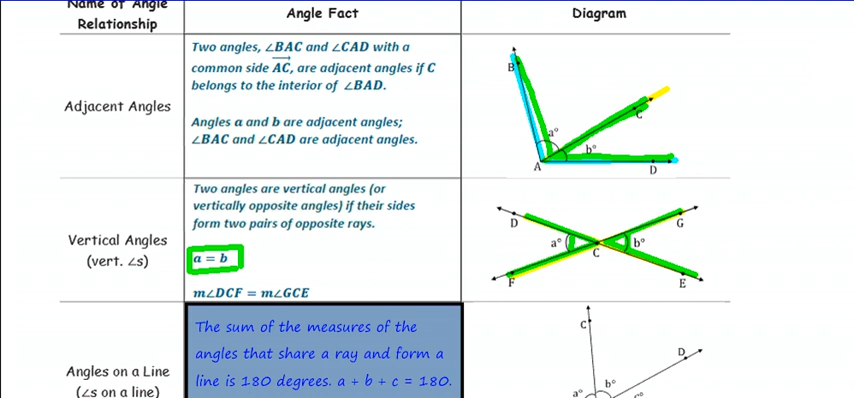 Name of Angle
Relationship
Angle Fact
Diagram
Adjacent Angles
Two angles, ∠BAC and ∠CAD with a
common side AC, are adjacent angles if C
belongs to the interior of ∠BAD.
Angles a and b are adjacent angles;
∠BAC and ∠CAD are adjacent angles.
B
C
a°
b°
A
D
Vertical Angles
(vert. ∠s)
Two angles are vertical angles (or
vertically opposite angles) if their sides
form two pairs of opposite rays.
a = b
m∠DCF = m∠GCE
D
G
a°
b°
C
F
E
Angles on a Line
(∠s on a line)
The sum of the measures of the
angles that share a ray and form a
line is 180 degrees. a + b + c = 180.
C
D
a°
b°
c°